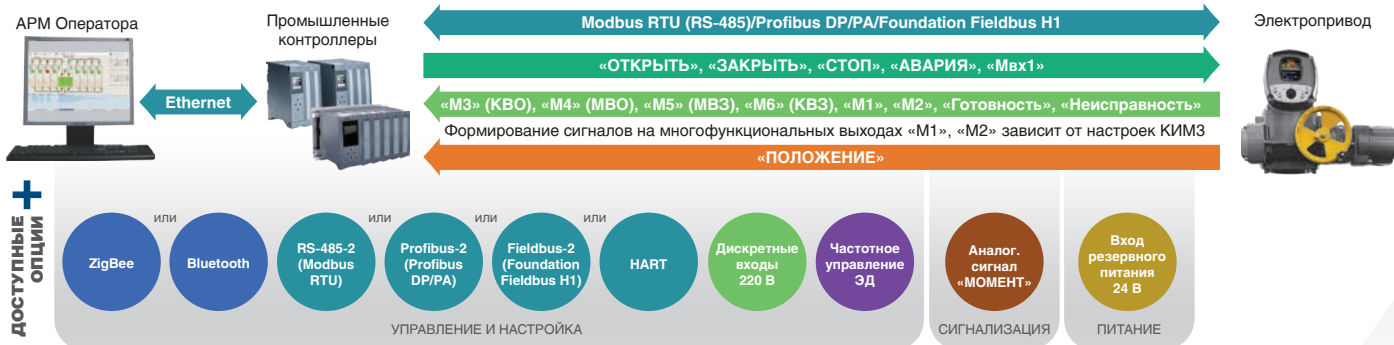 АРМ Оператора
Промышленные
контроллеры
Электропривод
Ethernet
Modbus RTU (RS-485)/Profibus DP/PA/Foundation Fieldbus H1
«ОТКРЫТЬ», «ЗАКРЫТЬ», «СТОП», «АВАРИЯ», «Мвх1»
«М3» (КВО), «М4» (МВО), «М5» (МВЗ), «М6» (КВЗ), «М1», «М2», «Готовность», «Неисправность»
Формирование сигналов на многофункциональных выходах «М1», «М2» зависит от настроек КИМ3
«ПОЛОЖЕНИЕ»
+
ДОСТУПНЫЕ
ОПЦИИ
ZigBee
или
Bluetooth
RS-485-2
(Modbus
RTU)
или
Profibus-2
(Profibus
DP/PA)
или
Fieldbus-2
(Foundation
Fieldbus H1)
или
HART
Дискретные
входы
220 В
Частотное
управление
ЭД
Аналог.
сигнал
«МОМЕНТ»
Вход
резервного
питания
24 В
УПРАВЛЕНИЕ И НАСТРОЙКА
СИГНАЛИЗАЦИЯ
ПИТАНИЕ